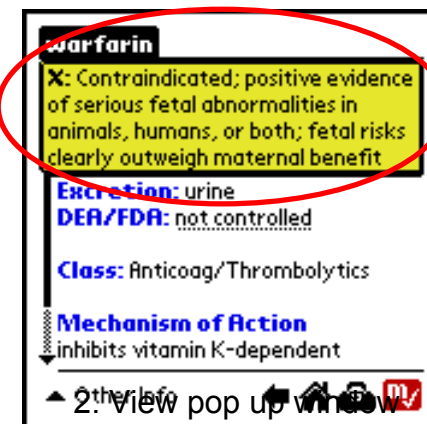 warfarin
X: Contraindicated; positive evidence
of serious fetal abnormalities in
animals, humans, or both; fetal risks
clearly outweigh maternal benefit
Excretion: urine
DEA/FDA: not controlled
Class: Anticoag/Thrombolytics
Mechanism of Action
inhibits vitamin K-dependent
Other Info
2. View pop up window